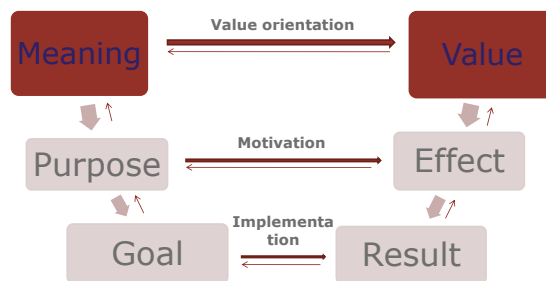 Value orientation
Meaning
Value
Motivation
Purpose
Effect
Implementa
tion
Goal
Result